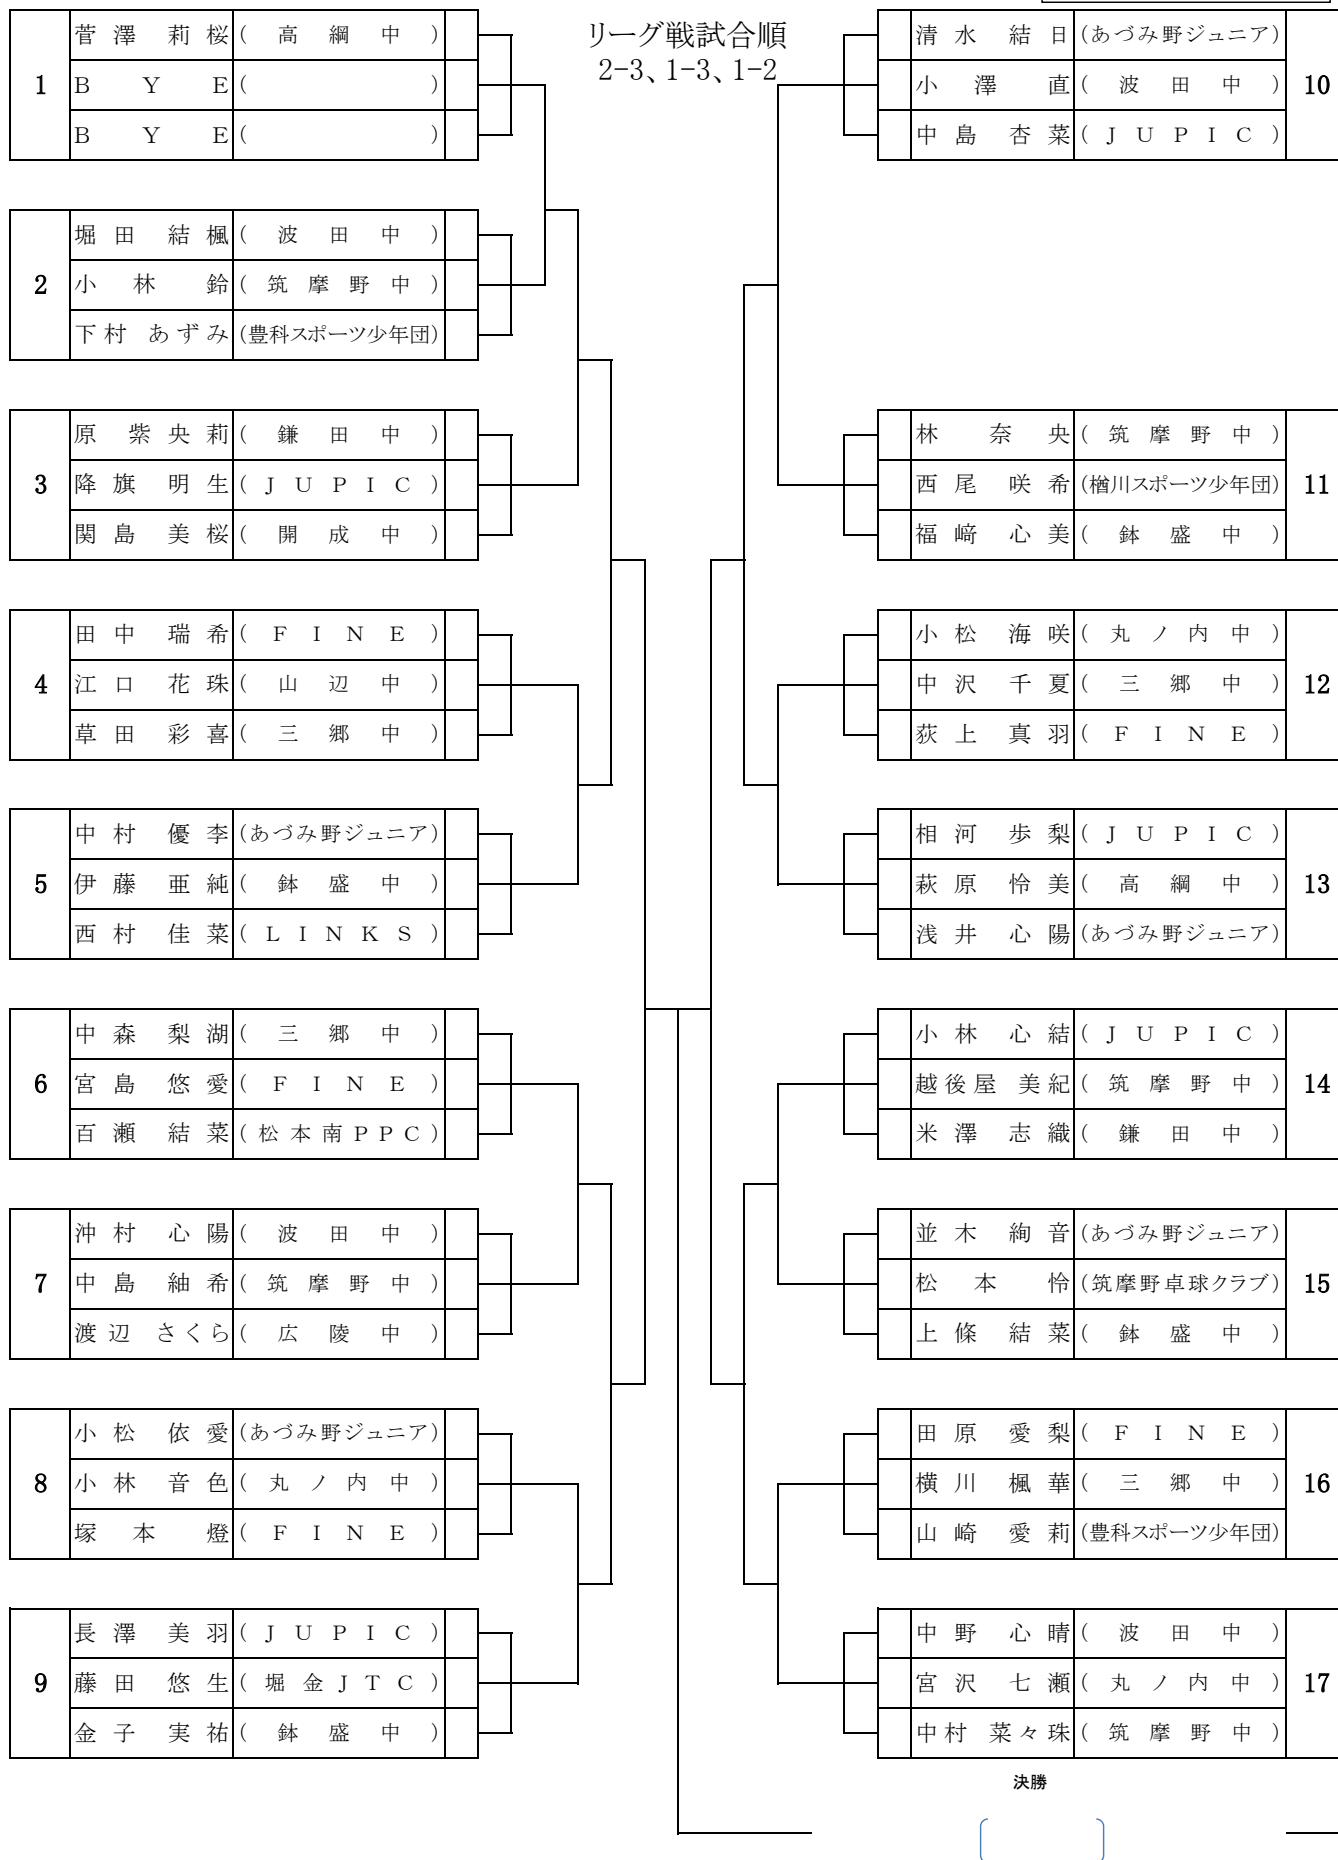 リーグ戦試合順
2-3、1-3、1-2
1
菅澤 莉桜 (高綱中)
BYE ( )
BYE ( )
2
堀田 結楓 (波田中)
小林 鈴 (筑摩野中)
下村 あずみ (豊科スポーツ少年団)
3
原 紫央莉 (鎌田中)
降旗 明生 (JUPIC)
関島 美桜 (開成中)
4
田中 瑞希 (FINE)
江口 花珠 (山辺中)
草田 彩喜 (三郷中)
5
中村 優李 (あづみ野ジュニア)
伊藤 亜純 (鉢盛中)
西村 佳菜 (LINKS)
6
中森 梨湖 (三郷中)
宮島 悠愛 (FINE)
百瀬 結菜 (松本南PPC)
7
沖村 心陽 (波田中)
中島 紬希 (筑摩野中)
渡辺 さくら (広陵中)
8
小松 依愛 (あづみ野ジュニア)
小林 音色 (丸ノ内中)
塚本 燈 (FINE)
9
長澤 美羽 (JUPIC)
藤田 悠生 (堀金JTC)
金子 実祐 (鉢盛中)
清水 結日 (あづみ野ジュニア)
小澤 直 (波田中)
中島 杏菜 (JUPIC)
10
林 奈央 (筑摩野中)
西尾 咲希 (楢川スポーツ少年団)
福﨑 心美 (鉢盛中)
11
小松 海咲 (丸ノ内中)
中沢 千夏 (三郷中)
荻上 真羽 (FINE)
12
相河 歩梨 (JUPIC)
萩原 怜美 (高綱中)
浅井 心陽 (あづみ野ジュニア)
13
小林 心結 (JUPIC)
越後屋 美紀 (筑摩野中)
米澤 志織 (鎌田中)
14
並木 絢音 (あづみ野ジュニア)
松本 怜 (筑摩野卓球クラブ)
上條 結菜 (鉢盛中)
15
田原 愛梨 (FINE)
横川 楓華 (三郷中)
山崎 愛莉 (豊科スポーツ少年団)
16
中野 心晴 (波田中)
宮沢 七瀬 (丸ノ内中)
中村 菜々珠 (筑摩野中)
17
決勝